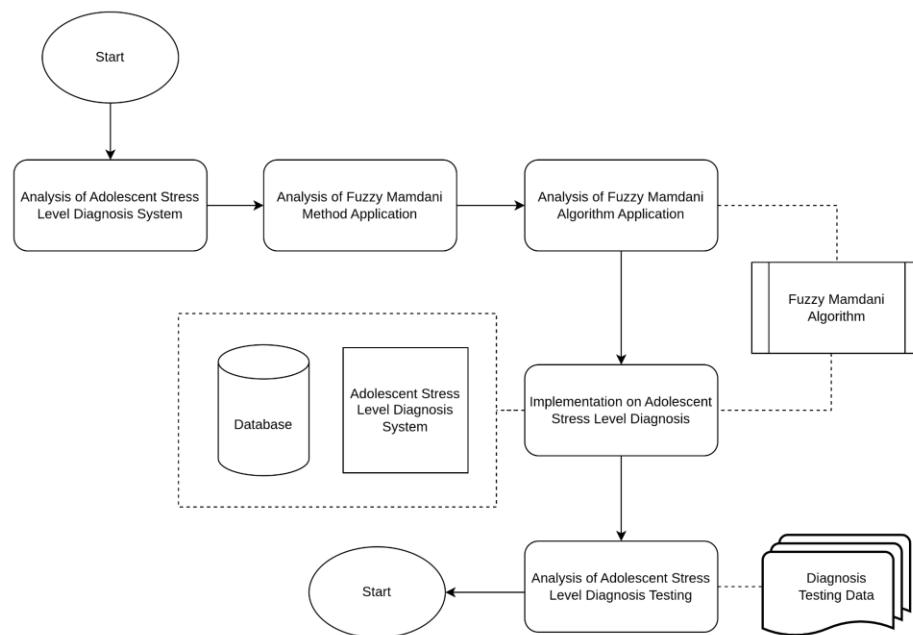 Start
Analysis of Adolescent Stress
Level Diagnosis System
Analysis of Fuzzy Mamdani
Method Application
Analysis of Fuzzy Mamdani
Algorithm Application
Fuzzy Mamdani
Algorithm
Database
Adolescent Stress
Level Diagnosis
System
Implementation on Adolescent
Stress Level Diagnosis
Start
Analysis of Adolescent Stress
Level Diagnosis Testing
Diagnosis
Testing Data